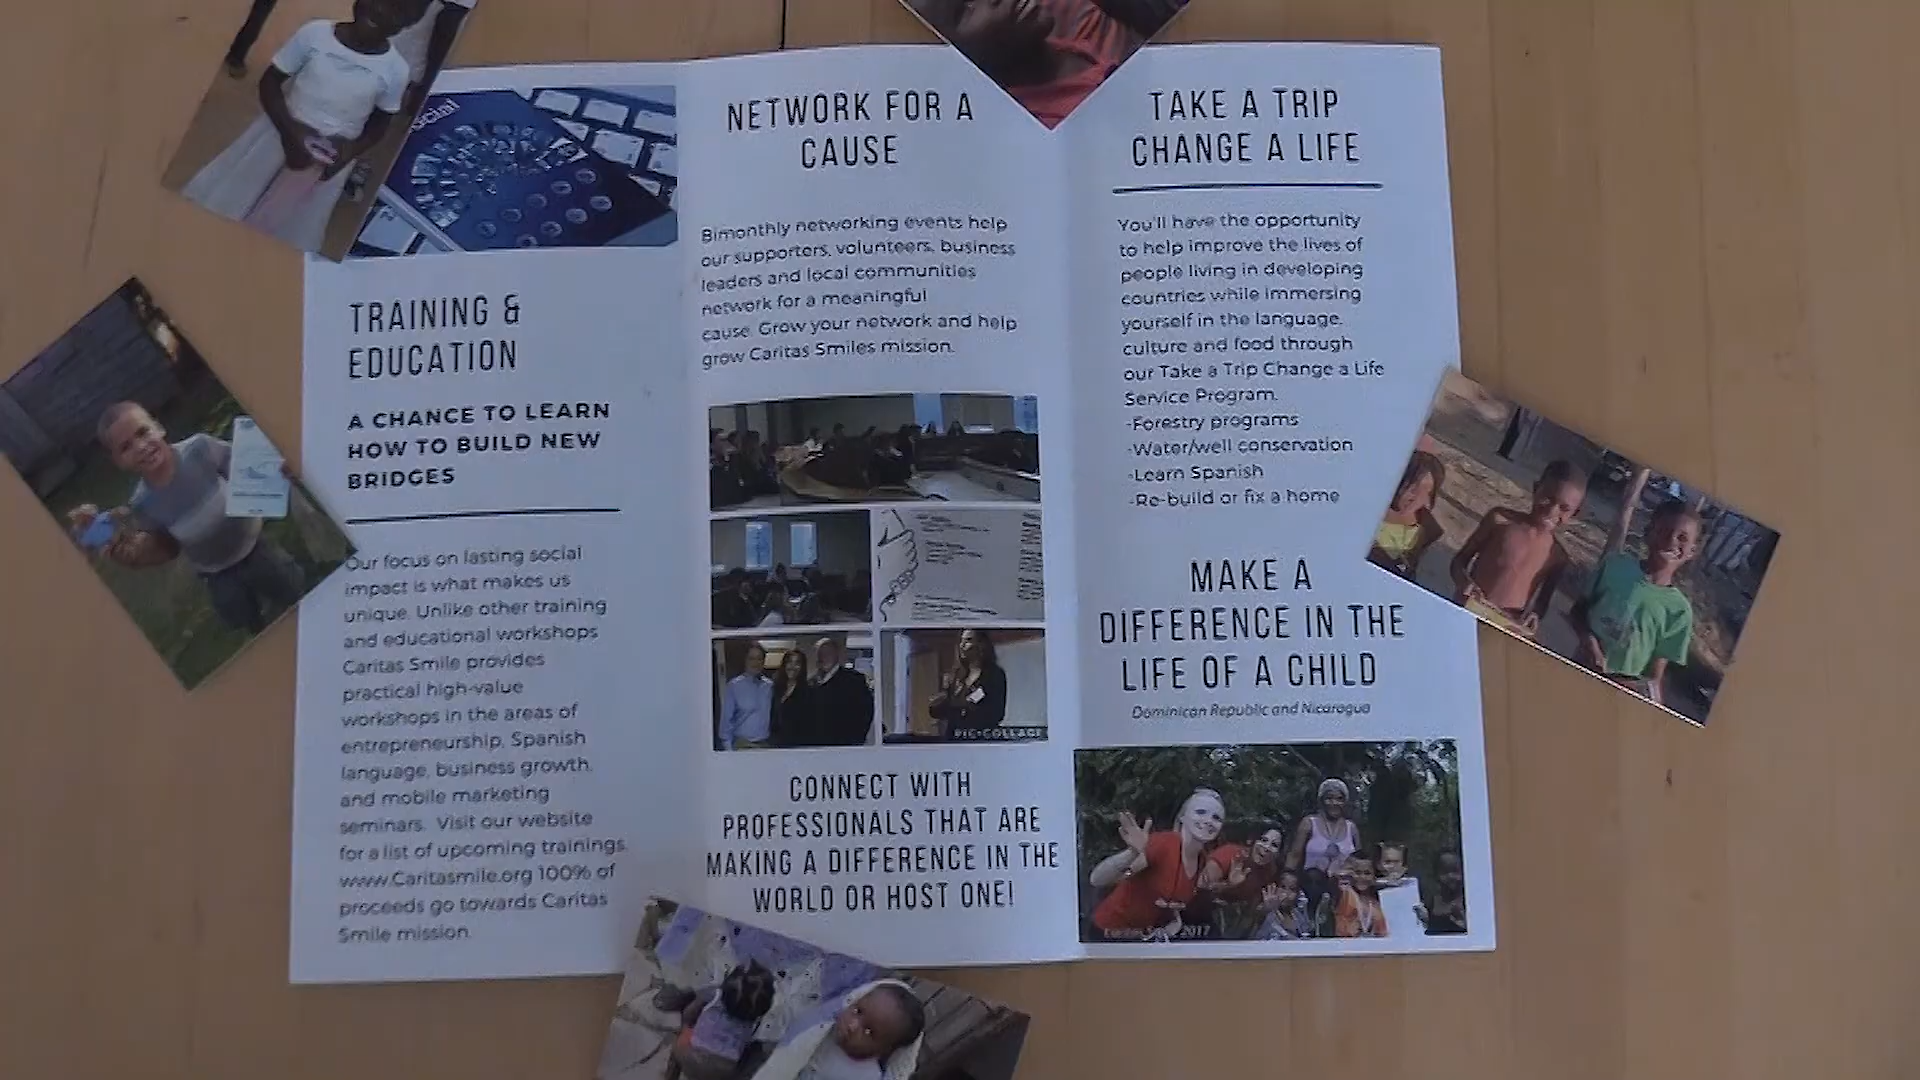 TRAINING &
EDUCATION
A CHANCE TO LEARN
HOW TO BUILD NEW
BRIDGES
Our focus on lasting social
impact is what makes us
unique. Unlike other training
and educational workshops
Caritas Smile provides
practical high-value
workshops in the areas of
entrepreneurship, Spanish
language, business growth,
and mobile marketing
seminars. Visit our website
for a list of upcoming trainings.
www.Caritasmile.org 100% of
proceeds go towards Caritas
Smile mission.
NETWORK FOR A
CAUSE
Bimonthly networking events help
our supporters, volunteers, business
leaders and local communities
network for a meaningful
cause. Grow your network and help
grow Caritas Smiles mission.
PIC•COLLAGE
CONNECT WITH
PROFESSIONALS THAT ARE
MAKING A DIFFERENCE IN THE
WORLD OR HOST ONE!
TAKE A TRIP
CHANGE A LIFE
You'll have the opportunity
to help improve the lives of
people living in developing
countries while immersing
yourself in the language,
culture and food through
our Take a Trip Change a Life
Service Program.
-Forestry programs
-Water/well conservation
-Learn Spanish
-Re-build or fix a home
MAKE A
DIFFERENCE IN THE
LIFE OF A CHILD
Dominican Republic and Nicaragua
2017